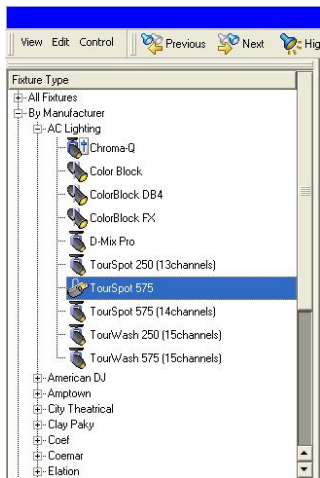 View Edit Control Previous Next Hig
Fixture Type
All Fixtures
By Manufacturer
AC Lighting
Chroma-Q
Color Block
ColorBlock DB4
ColorBlock FX
D-Mix Pro
TourSpot 250 (13channels)
TourSpot 575
TourSpot 575 (14channels)
TourWash 250 (15channels)
TourWash 575 (15channels)
American DJ
Amptown
City Theatrical
Clay Paky
Coef
Coemar
Elation